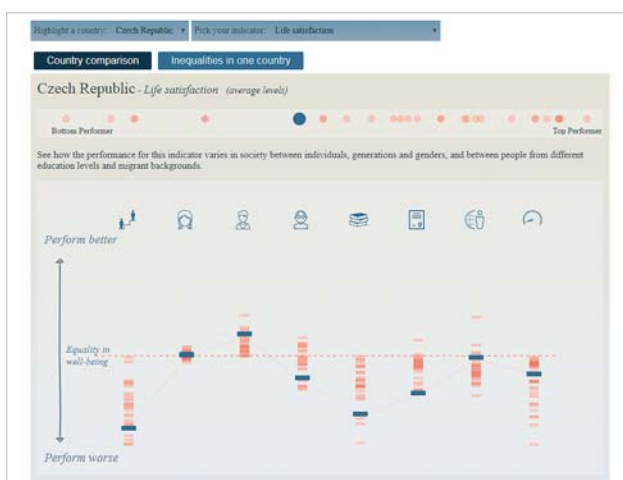 Highlight a country: Czech Republic Pick your indicator: Life satisfaction
Country comparison Inequalities in one country
Czech Republic - Life satisfaction (average levels)
Bottom Performer Top Performer
See how the performance for this indicator varies in society between individuals, generations and genders, and between people from different
education levels and migrant backgrounds.
Perform better
Equality in
well-being
Perform worse